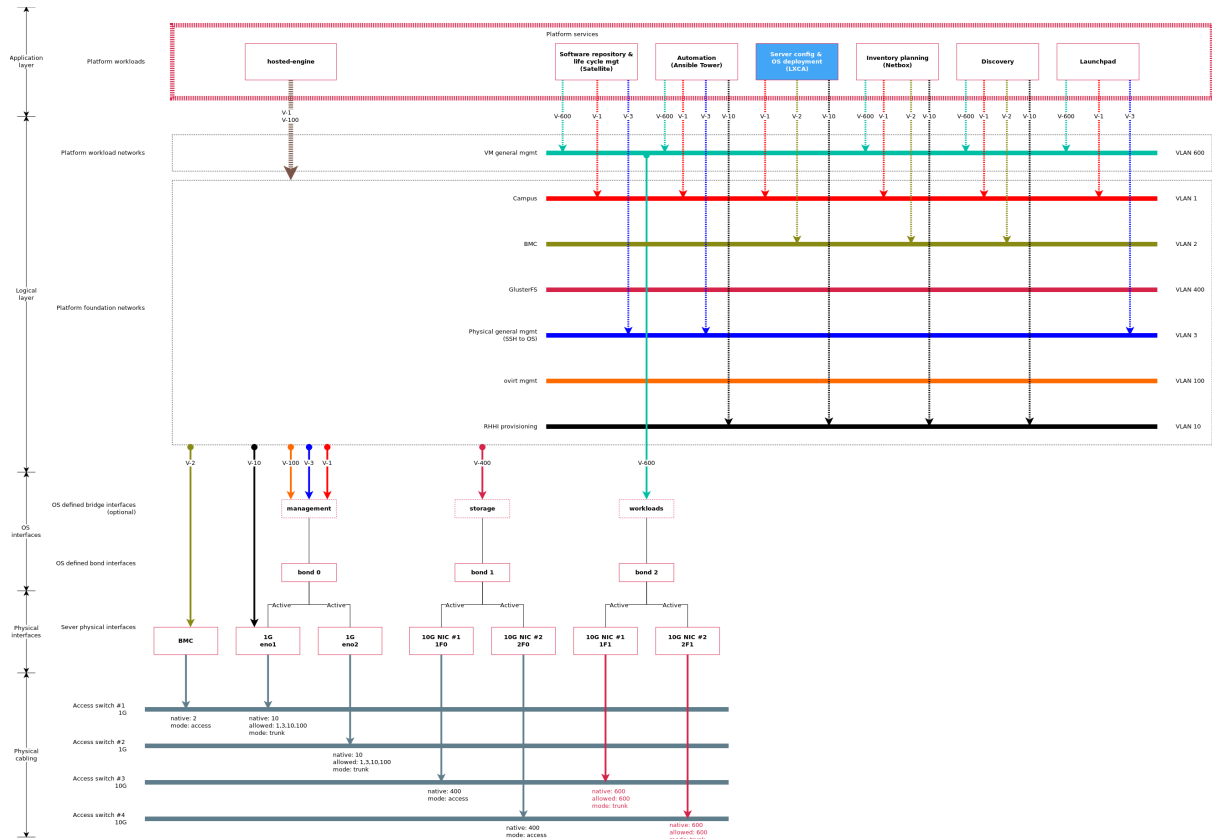 Platform services
Application
layer
Platform workloads
hosted-engine
Software repository &
life cycle mgt
(Satellite)
Automation
(Ansible Tower)
Server config &
OS deployment
(LXCA)
Inventory planning
(Netbox)
Discovery
Launchpad
V-1
V-100
V-600
V-1
V-3
V-600
V-1
V-3
V-10
V-1
V-2
V-10
V-600
V-1
V-2
V-10
V-600
V-1
V-2
V-10
V-600
V-1
V-3
Platform workload networks
VM general mgmt
VLAN 600
Campus
VLAN 1
BMC
VLAN 2
Logical
layer
Platform foundation networks
GlusterFS
VLAN 400
Physical general mgmt
(SSH to OS)
VLAN 3
ovirt mgmt
VLAN 100
RHHI provisioning
VLAN 10
V-2
V-10
V-100
V-3
V-1
V-400
V-600
OS defined bridge interfaces
(optional)
management
storage
workloads
OS
interfaces
OS defined bond interfaces
bond 0
bond 1
bond 2
Active
Active
Active
Active
Active
Active
Physical
interfaces
Sever physical interfaces
BMC
1G
eno1
1G
eno2
10G NIC #1
1F0
10G NIC #2
2F0
10G NIC #1
1F1
10G NIC #2
2F1
Access switch #1
1G
native: 2
mode: access
native: 10
allowed: 1,3,10,100
mode: trunk
Physical
cabling
Access switch #2
1G
native: 10
allowed: 1,3,10,100
mode: trunk
Access switch #3
10G
native: 400
mode: access
native: 600
allowed: 600
mode: trunk
Access switch #4
10G
native: 400
mode: access
native: 600
allowed: 600